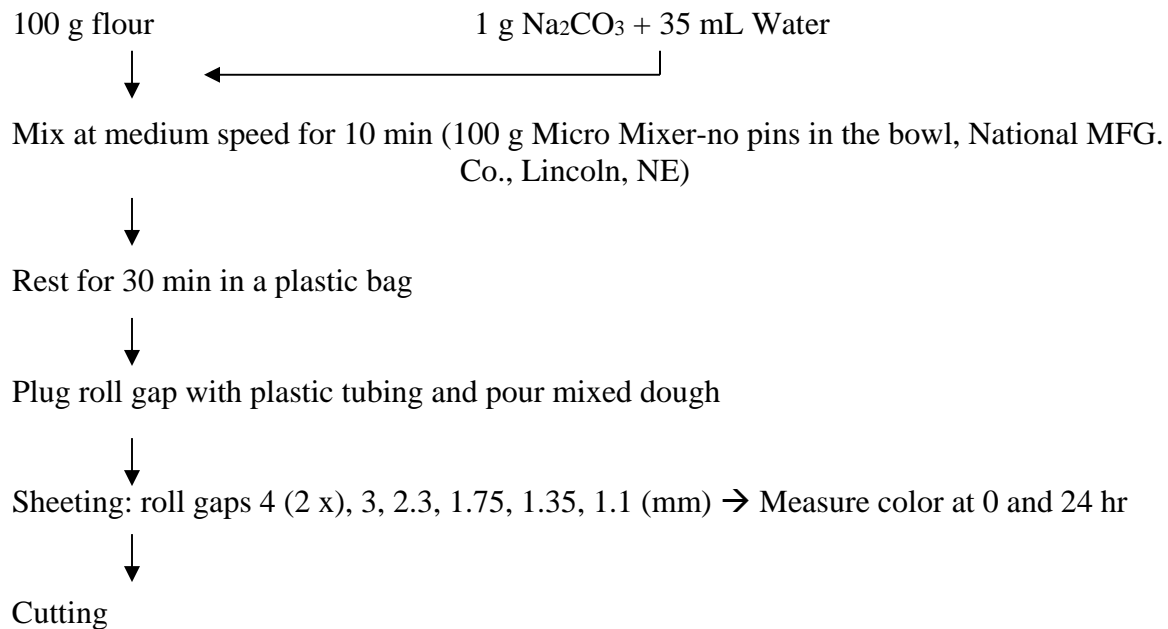 100 g flour 1 g Na₂CO₃ + 35 mL Water
Mix at medium speed for 10 min (100 g Micro Mixer-no pins in the bowl, National MFG.
Co., Lincoln, NE)
Rest for 30 min in a plastic bag
Plug roll gap with plastic tubing and pour mixed dough
Sheeting: roll gaps 4 (2 x), 3, 2.3, 1.75, 1.35, 1.1 (mm) → Measure color at 0 and 24 hr
Cutting